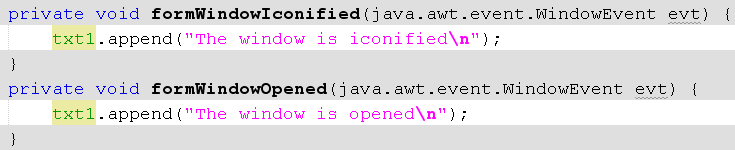 private void formWindowIconified(java.awt.event.WindowEvent evt) {
txt1.append("The window is iconified\n");
}
private void formWindowOpened(java.awt.event.WindowEvent evt) {
txt1.append("The window is opened\n");
}